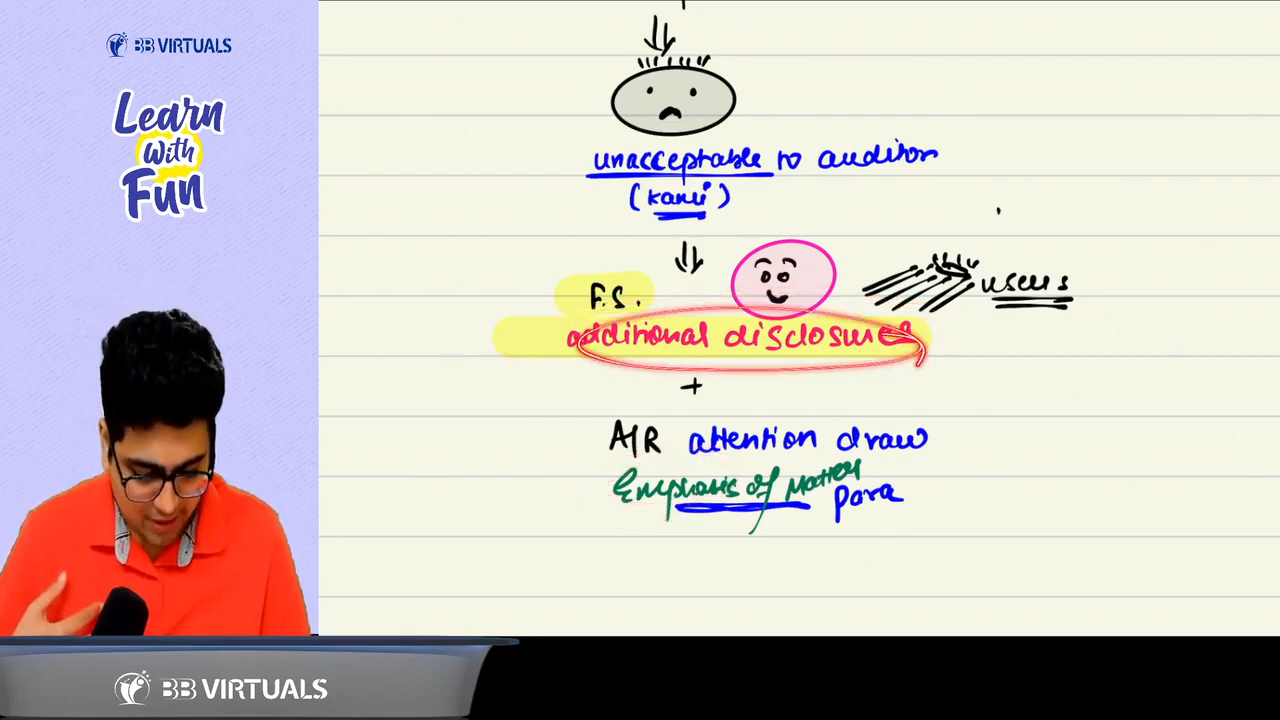 BB VIRTUALS
Learn
With
Fun
unacceptable to auditor
users
F.S.
additional disclosures
+
A/R attention draw
Emphasis of Matter
para
BB VIRTUALS